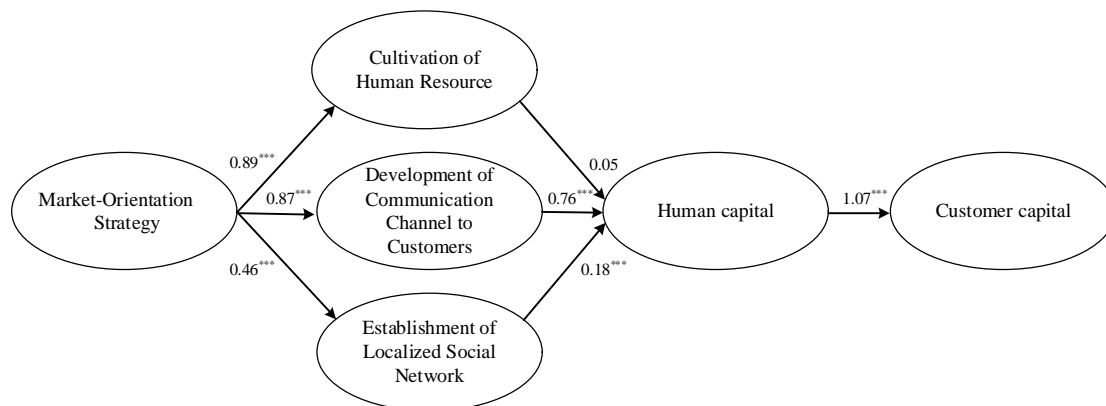 Cultivation of
Human Resource
0.89***
0.05
Market-Orientation
Strategy
0.87***
Development of
Communication
Channel to
Customers
0.76***
Human capital
1.07***
Customer capital
0.46***
0.18***
Establishment of
Localized Social
Network